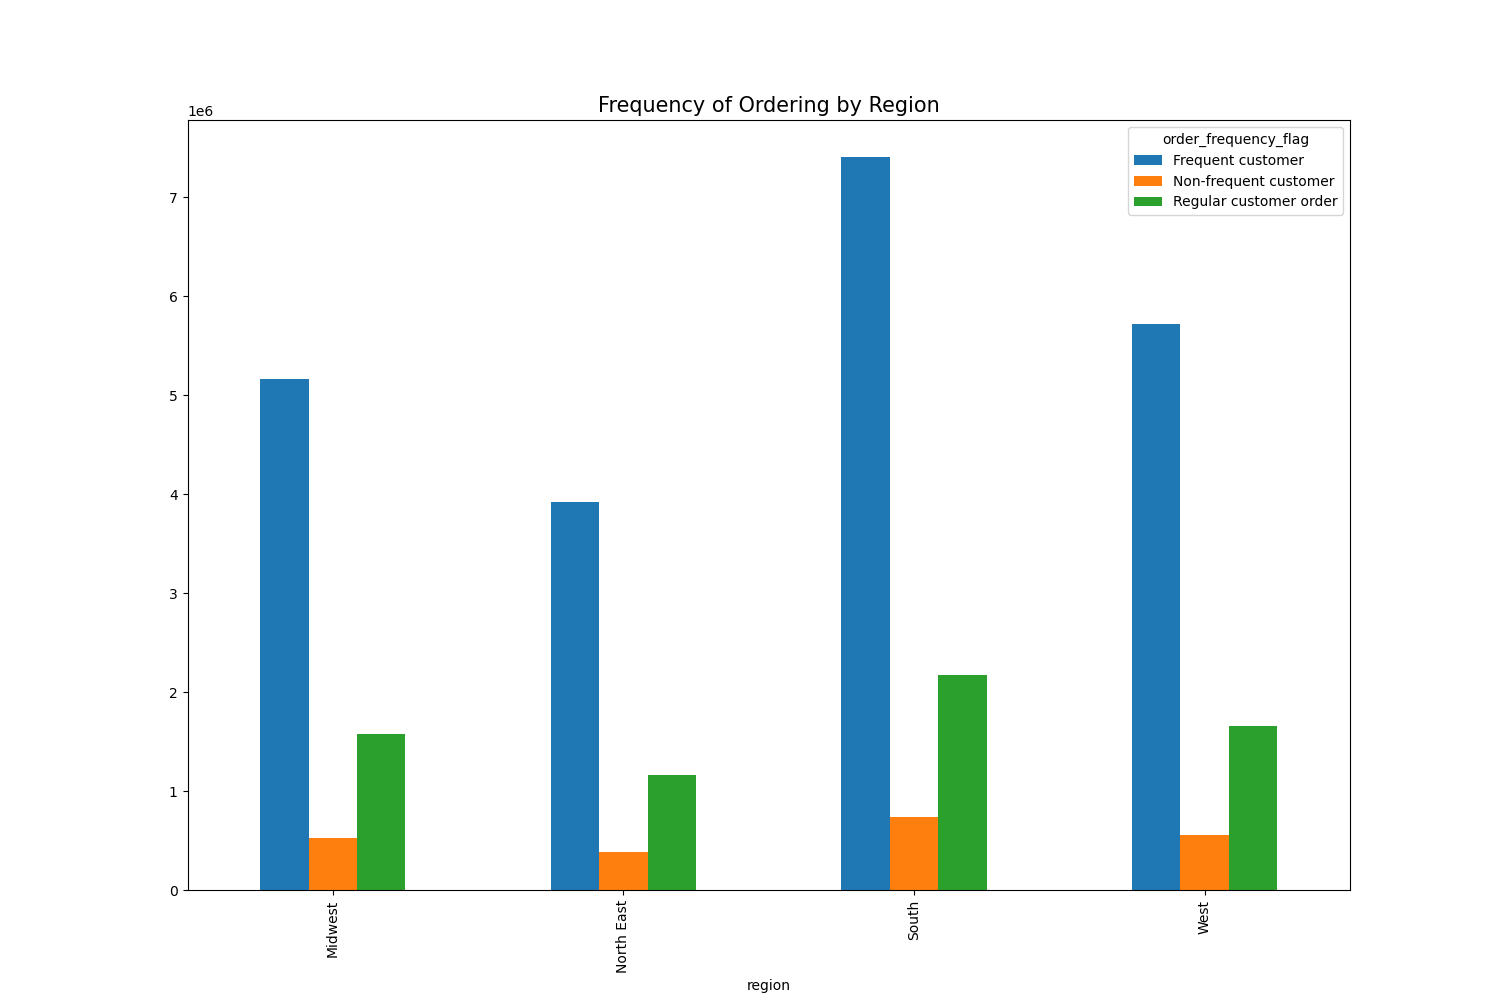 Frequency of Ordering by Region
1e6
order_frequency_flag
Frequent customer
Non-frequent customer
Regular customer order
7
6
5
4
3
2
1
0
Midwest
North East
South
West
region